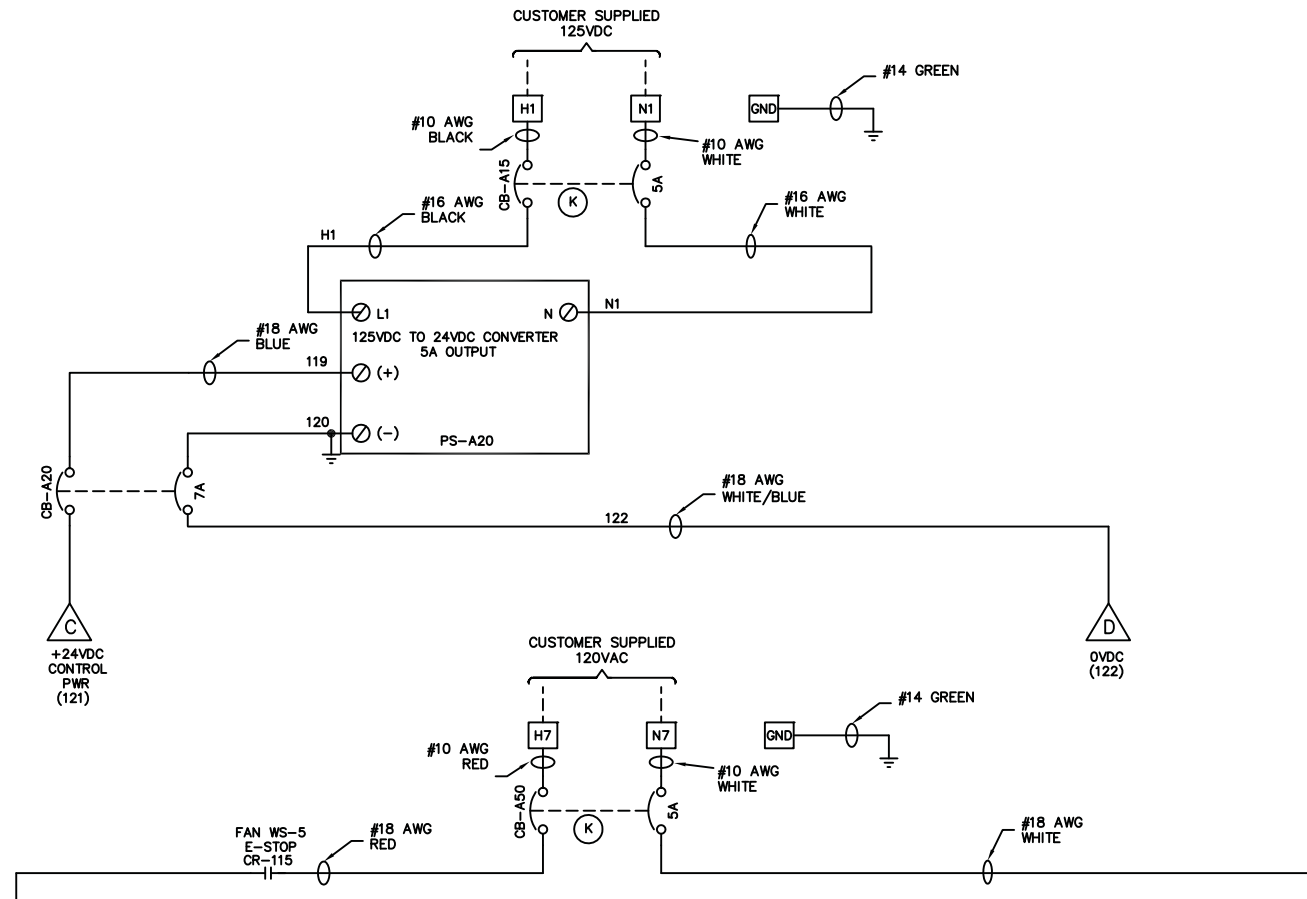 CUSTOMER SUPPLIED
125VDC
#14 GREEN
H1
N1
GND
#10 AWG
BLACK
#10 AWG
WHITE
CB-A15
K
5A
#16 AWG
BLACK
#16 AWG
WHITE
H1
L1
N
N1
125VDC TO 24VDC CONVERTER
5A OUTPUT
#18 AWG
BLUE
119
(+)
120
(-)
PS-A20
CB-A20
7A
#18 AWG
WHITE/BLUE
122
C
+24VDC
CONTROL
PWR
(121)
D
0VDC
(122)
CUSTOMER SUPPLIED
120VAC
#14 GREEN
H7
N7
GND
#10 AWG
RED
#10 AWG
WHITE
CB-A50
K
5A
FAN WS-5
E-STOP
CR-115
#18 AWG
RED
#18 AWG
WHITE